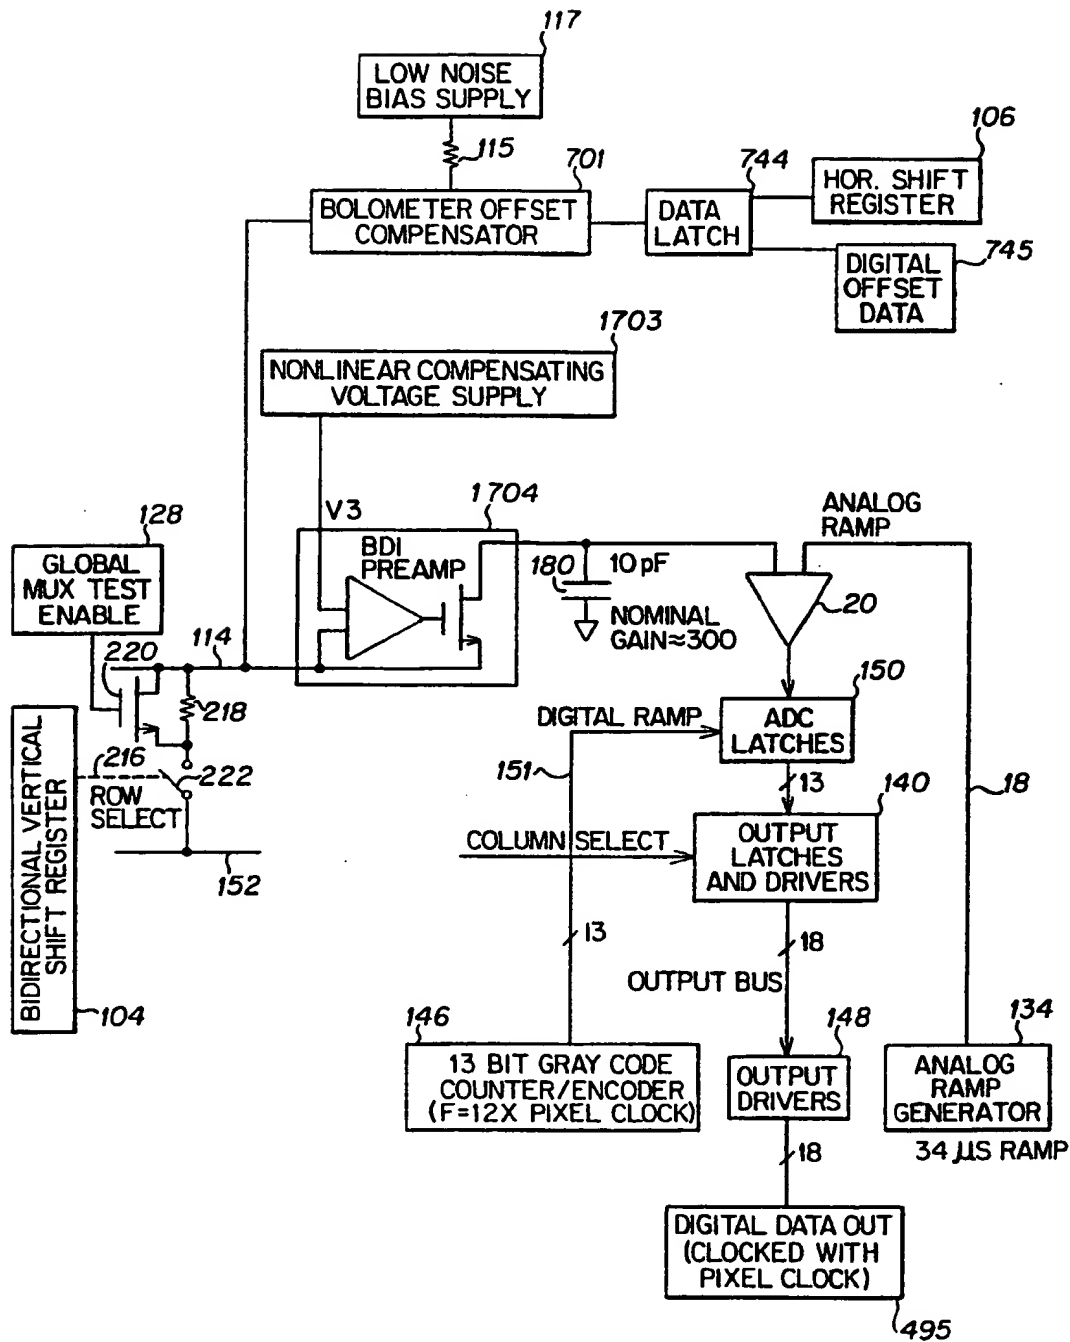 117
LOW NOISE
BIAS SUPPLY
115
701
BOLOMETER OFFSET
COMPENSATOR
744
DATA
LATCH
106
HOR. SHIFT
REGISTER
745
DIGITAL
OFFSET
DATA
1703
NONLINEAR COMPENSATING
VOLTAGE SUPPLY
V3
1704
BDI
PREAMP
128
GLOBAL
MUX TEST
ENABLE
220
114
218
216
222
ROW
SELECT
152
BIDIRECTIONAL VERTICAL
SHIFT REGISTER
104
180
10 pF
NOMINAL
GAIN≈300
ANALOG
RAMP
20
150
ADC
LATCHES
DIGITAL RAMP
151
13
140
COLUMN SELECT
OUTPUT
LATCHES
AND DRIVERS
18
13
18
OUTPUT BUS
146
13 BIT GRAY CODE
COUNTER/ENCODER
(F=12X PIXEL CLOCK)
148
OUTPUT
DRIVERS
134
ANALOG
RAMP
GENERATOR
34 µS RAMP
18
DIGITAL DATA OUT
(CLOCKED WITH
PIXEL CLOCK)
495